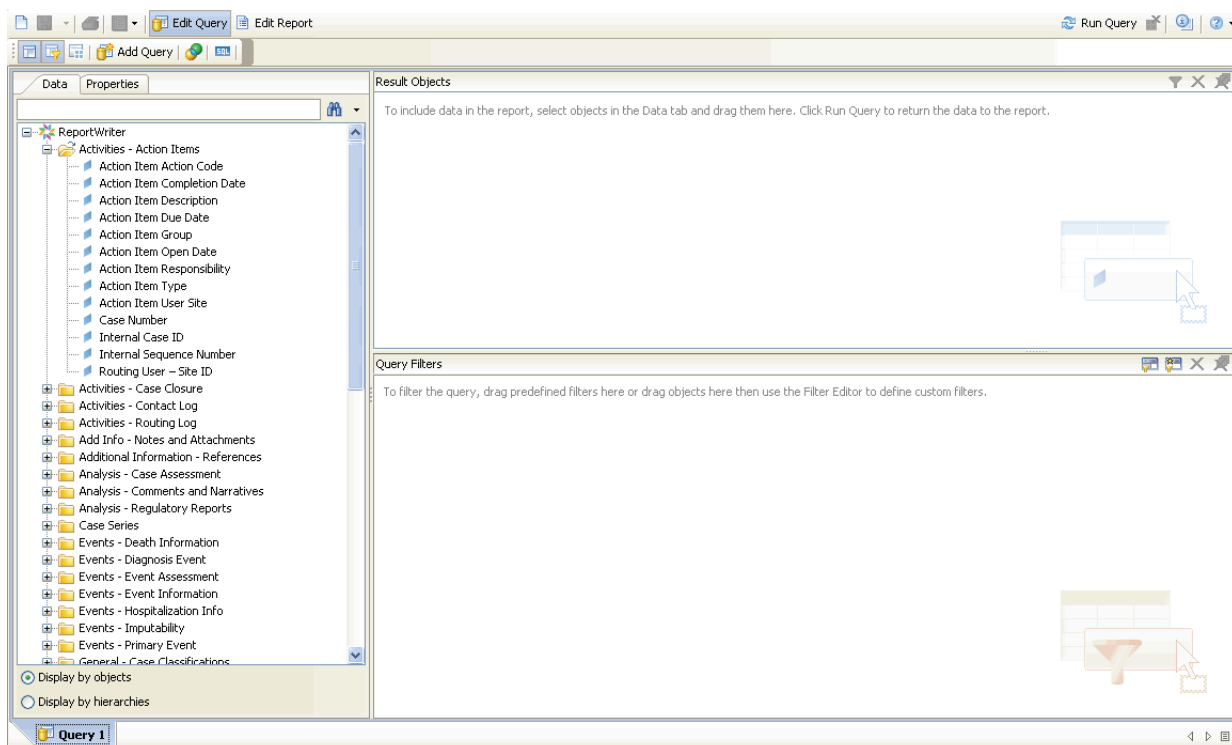 Edit Query Edit Report Run Query
Add Query SQL
Data Properties
ReportWriter
Activities - Action Items
Action Item Action Code
Action Item Completion Date
Action Item Description
Action Item Due Date
Action Item Group
Action Item Open Date
Action Item Responsibility
Action Item Type
Action Item User Site
Case Number
Internal Case ID
Internal Sequence Number
Routing User – Site ID
Activities - Case Closure
Activities - Contact Log
Activities - Routing Log
Add Info - Notes and Attachments
Additional Information - References
Analysis - Case Assessment
Analysis - Comments and Narratives
Analysis - Regulatory Reports
Case Series
Events - Death Information
Events - Diagnosis Event
Events - Event Assessment
Events - Event Information
Events - Hospitalization Info
Events - Imputability
Events - Primary Event
General - Case Classifications
Display by objects
Display by hierarchies
Result Objects
To include data in the report, select objects in the Data tab and drag them here. Click Run Query to return the data to the report.
Query Filters
To filter the query, drag predefined filters here or drag objects here then use the Filter Editor to define custom filters.
Query 1